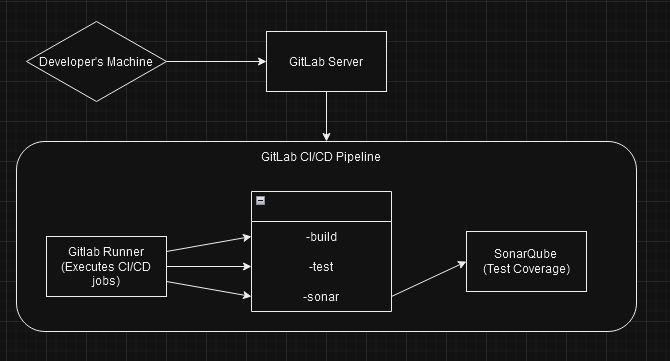 Developer's Machine
GitLab Server
GitLab CI/CD Pipeline
Gitlab Runner
(Executes CI/CD
jobs)
-build
-test
-sonar
SonarQube
(Test Coverage)